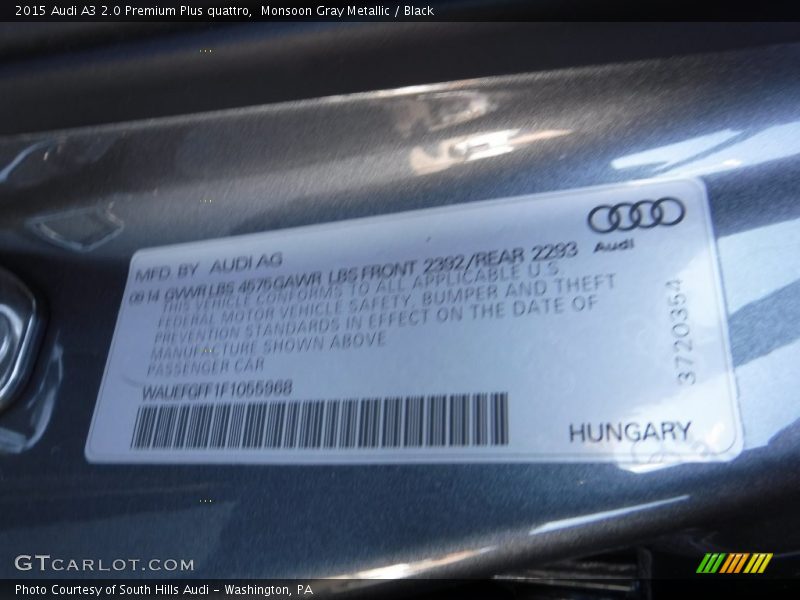 2015 Audi A3 2.0 Premium Plus quattro,  Monsoon Gray Metallic / Black
Audi
MFD. BY AUDI AG
0814 GVWR LBS 4675 GAWR LBS FRONT 2392/REAR 2293
THIS VEHICLE CONFORMS TO ALL APPLICABLE U.S.
FEDERAL MOTOR VEHICLE SAFETY, BUMPER AND THEFT
PREVENTION STANDARDS IN EFFECT ON THE DATE OF
MANUFACTURE SHOWN ABOVE
PASSENGER CAR
WAUEFGFF1F1055968
3720354
HUNGARY
GTCARLOT.COM
Photo Courtesy of South Hills Audi - Washington, PA